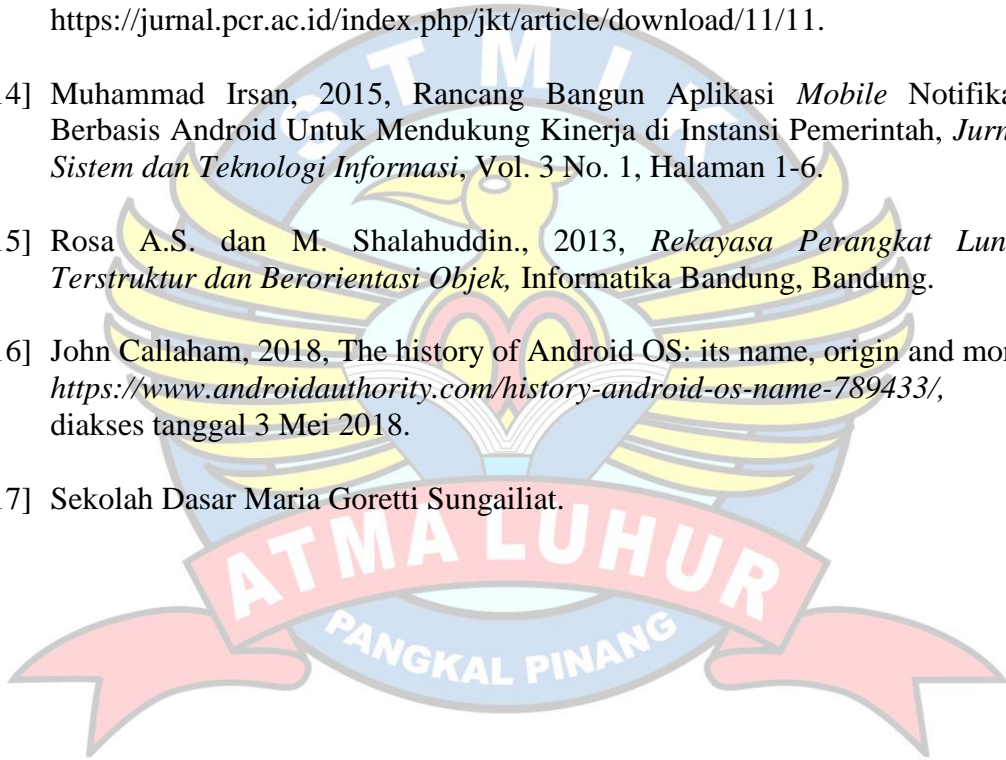 https://jurnal.pcr.ac.id/index.php/jkt/article/download/11/11.
14] Muhammad Irsan, 2015, Rancang Bangun Aplikasi Mobile Notifika
Berbasis Android Untuk Mendukung Kinerja di Instansi Pemerintah, Jurn
Sistem dan Teknologi Informasi, Vol. 3 No. 1, Halaman 1-6.
15] Rosa A.S. dan M. Shalahuddin., 2013, Rekayasa Perangkat Lun
Terstruktur dan Berorientasi Objek, Informatika Bandung, Bandung.
16] John Callaham, 2018, The history of Android OS: its name, origin and mor
https://www.androidauthority.com/history-android-os-name-789433/,
diakses tanggal 3 Mei 2018.
17] Sekolah Dasar Maria Goretti Sungailiat.
STMIK
ATMA LUHUR
PANGKAL PINANG